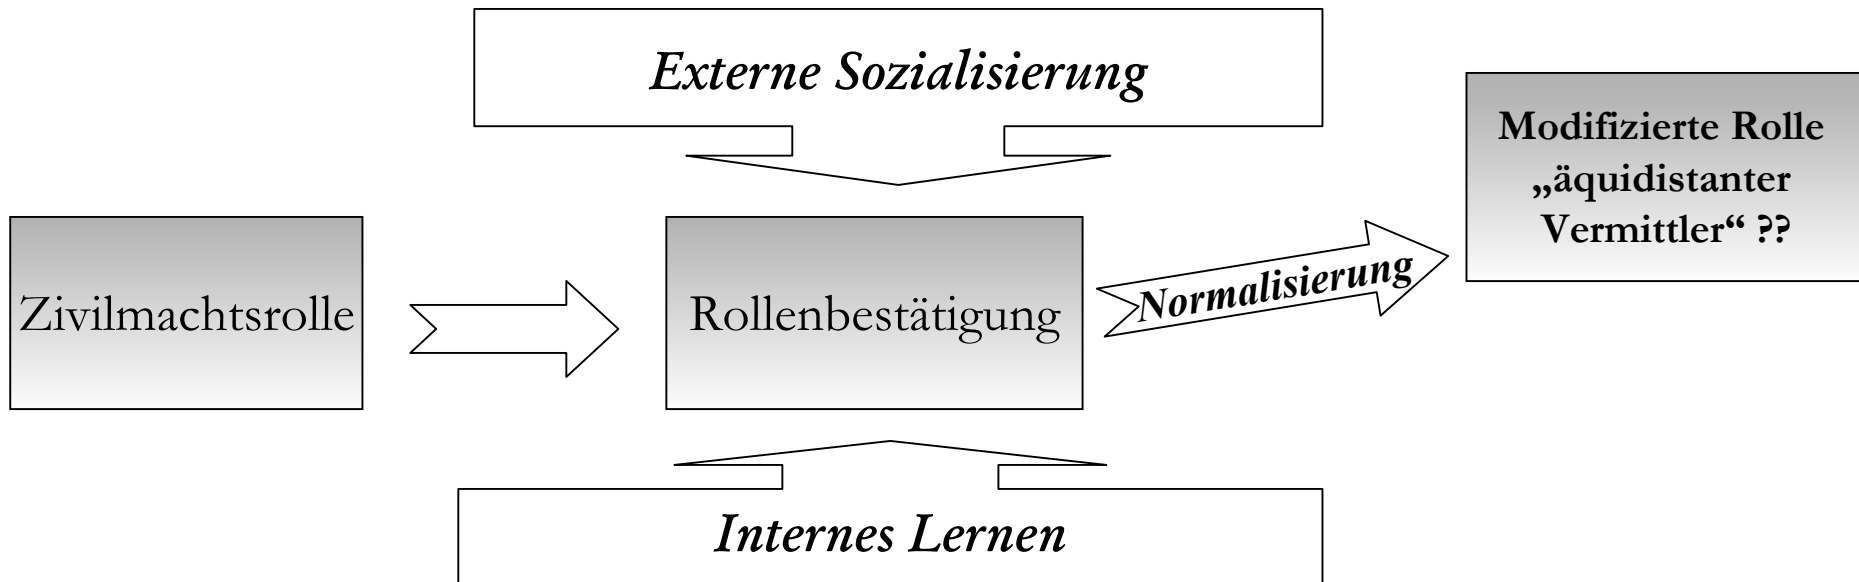 Externe Sozialisierung
Modifizierte Rolle
„äquidistanter
Vermittler“ ??
Zivilmachtsrolle
Rollenbestätigung
Normalisierung
Internes Lernen